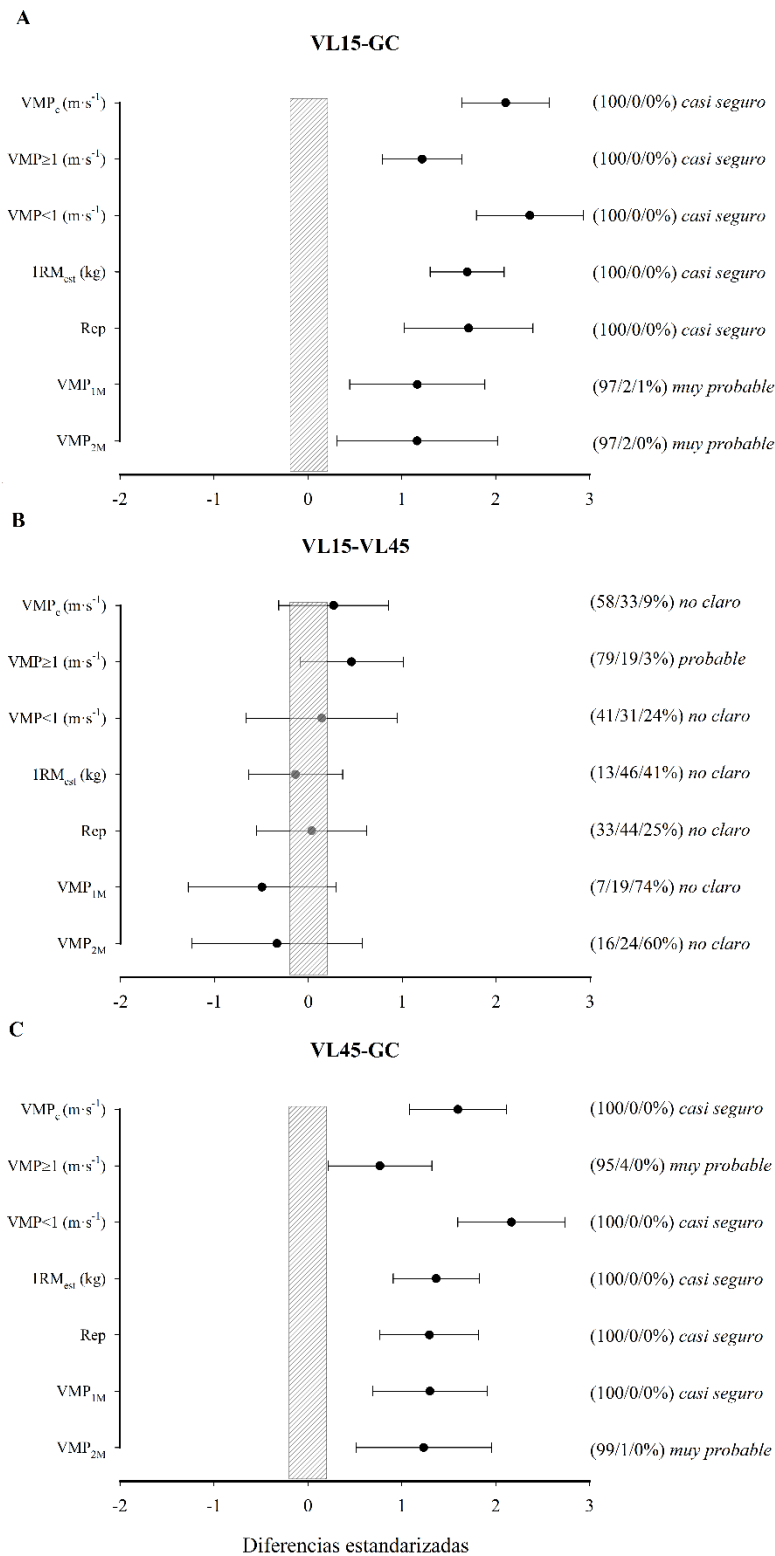 A
VL15-GC
VMPc (m·s-1) (100/0/0%) casi seguro
VMP≥1 (m·s-1) (100/0/0%) casi seguro
VMP<1 (m·s-1) (100/0/0%) casi seguro
1RMest (kg) (100/0/0%) casi seguro
Rep (100/0/0%) casi seguro
VMP1M (97/2/1%) muy probable
VMP2M (97/2/0%) muy probable
-2 -1 0 1 2 3
B
VL15-VL45
VMPc (m·s-1) (58/33/9%) no claro
VMP≥1 (m·s-1) (79/19/3%) probable
VMP<1 (m·s-1) (41/31/24%) no claro
1RMest (kg) (13/46/41%) no claro
Rep (33/44/25%) no claro
VMP1M (7/19/74%) no claro
VMP2M (16/24/60%) no claro
-2 -1 0 1 2 3
C
VL45-GC
VMPc (m·s-1) (100/0/0%) casi seguro
VMP≥1 (m·s-1) (95/4/0%) muy probable
VMP<1 (m·s-1) (100/0/0%) casi seguro
1RMest (kg) (100/0/0%) casi seguro
Rep (100/0/0%) casi seguro
VMP1M (100/0/0%) casi seguro
VMP2M (99/1/0%) muy probable
-2 -1 0 1 2 3
Diferencias estandarizadas